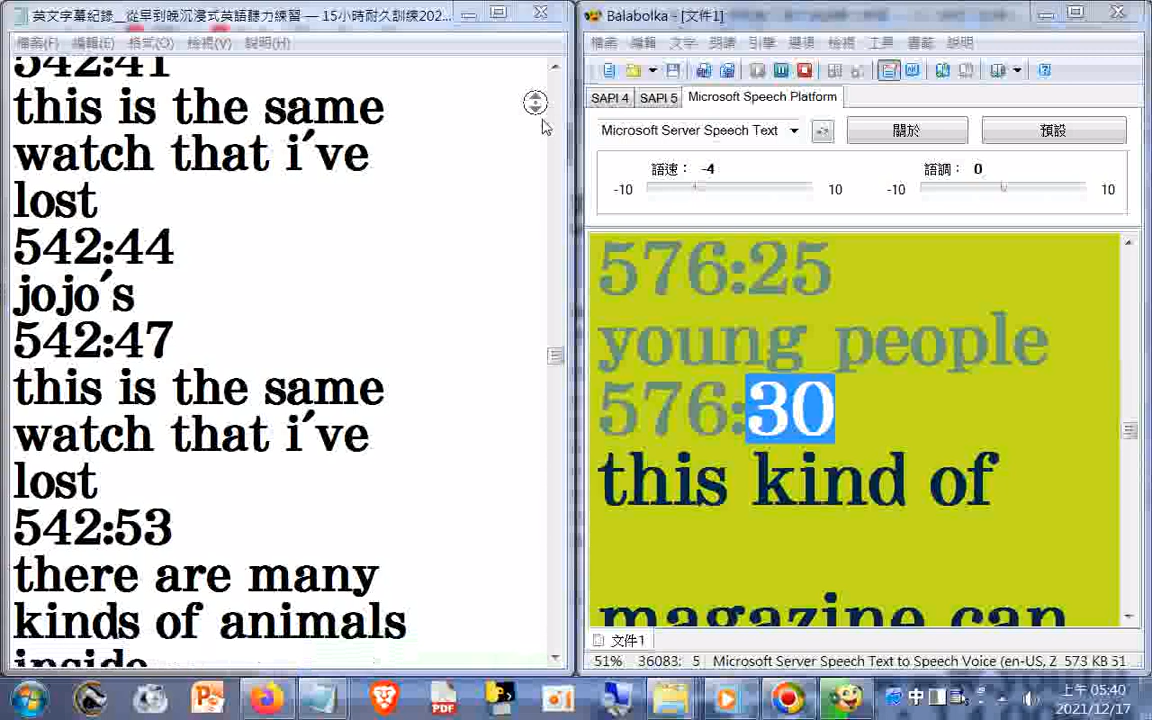 英文字幕紀錄__從早到晚沉浸式英語聽力練習 — 15小時耐久訓練202...
檔案(F) 編輯(E) 格式(O) 檢視(V) 說明(H)
542:41
this is the same
watch that i′ve
lost
542:44
jojo′s
542:47
this is the same
watch that i′ve
lost
542:53
there are many
kinds of animals
inside
Balabolka - [文件1]
檔案 編輯 文字 朗讀 引擎 選項 檢視 工具 書籤 說明
SAPI 4 SAPI 5 Microsoft Speech Platform
Microsoft Server Speech Text 關於 預設
語速： -4 語調： 0
-10 10 -10 10
576:25
young people
576:30
this kind of
magazine can
文件1
51% 36083: 5 Microsoft Server Speech Text to Speech Voice (en-US, Z 573 KB 51
PDF
中
上午 05:40
2021/12/17